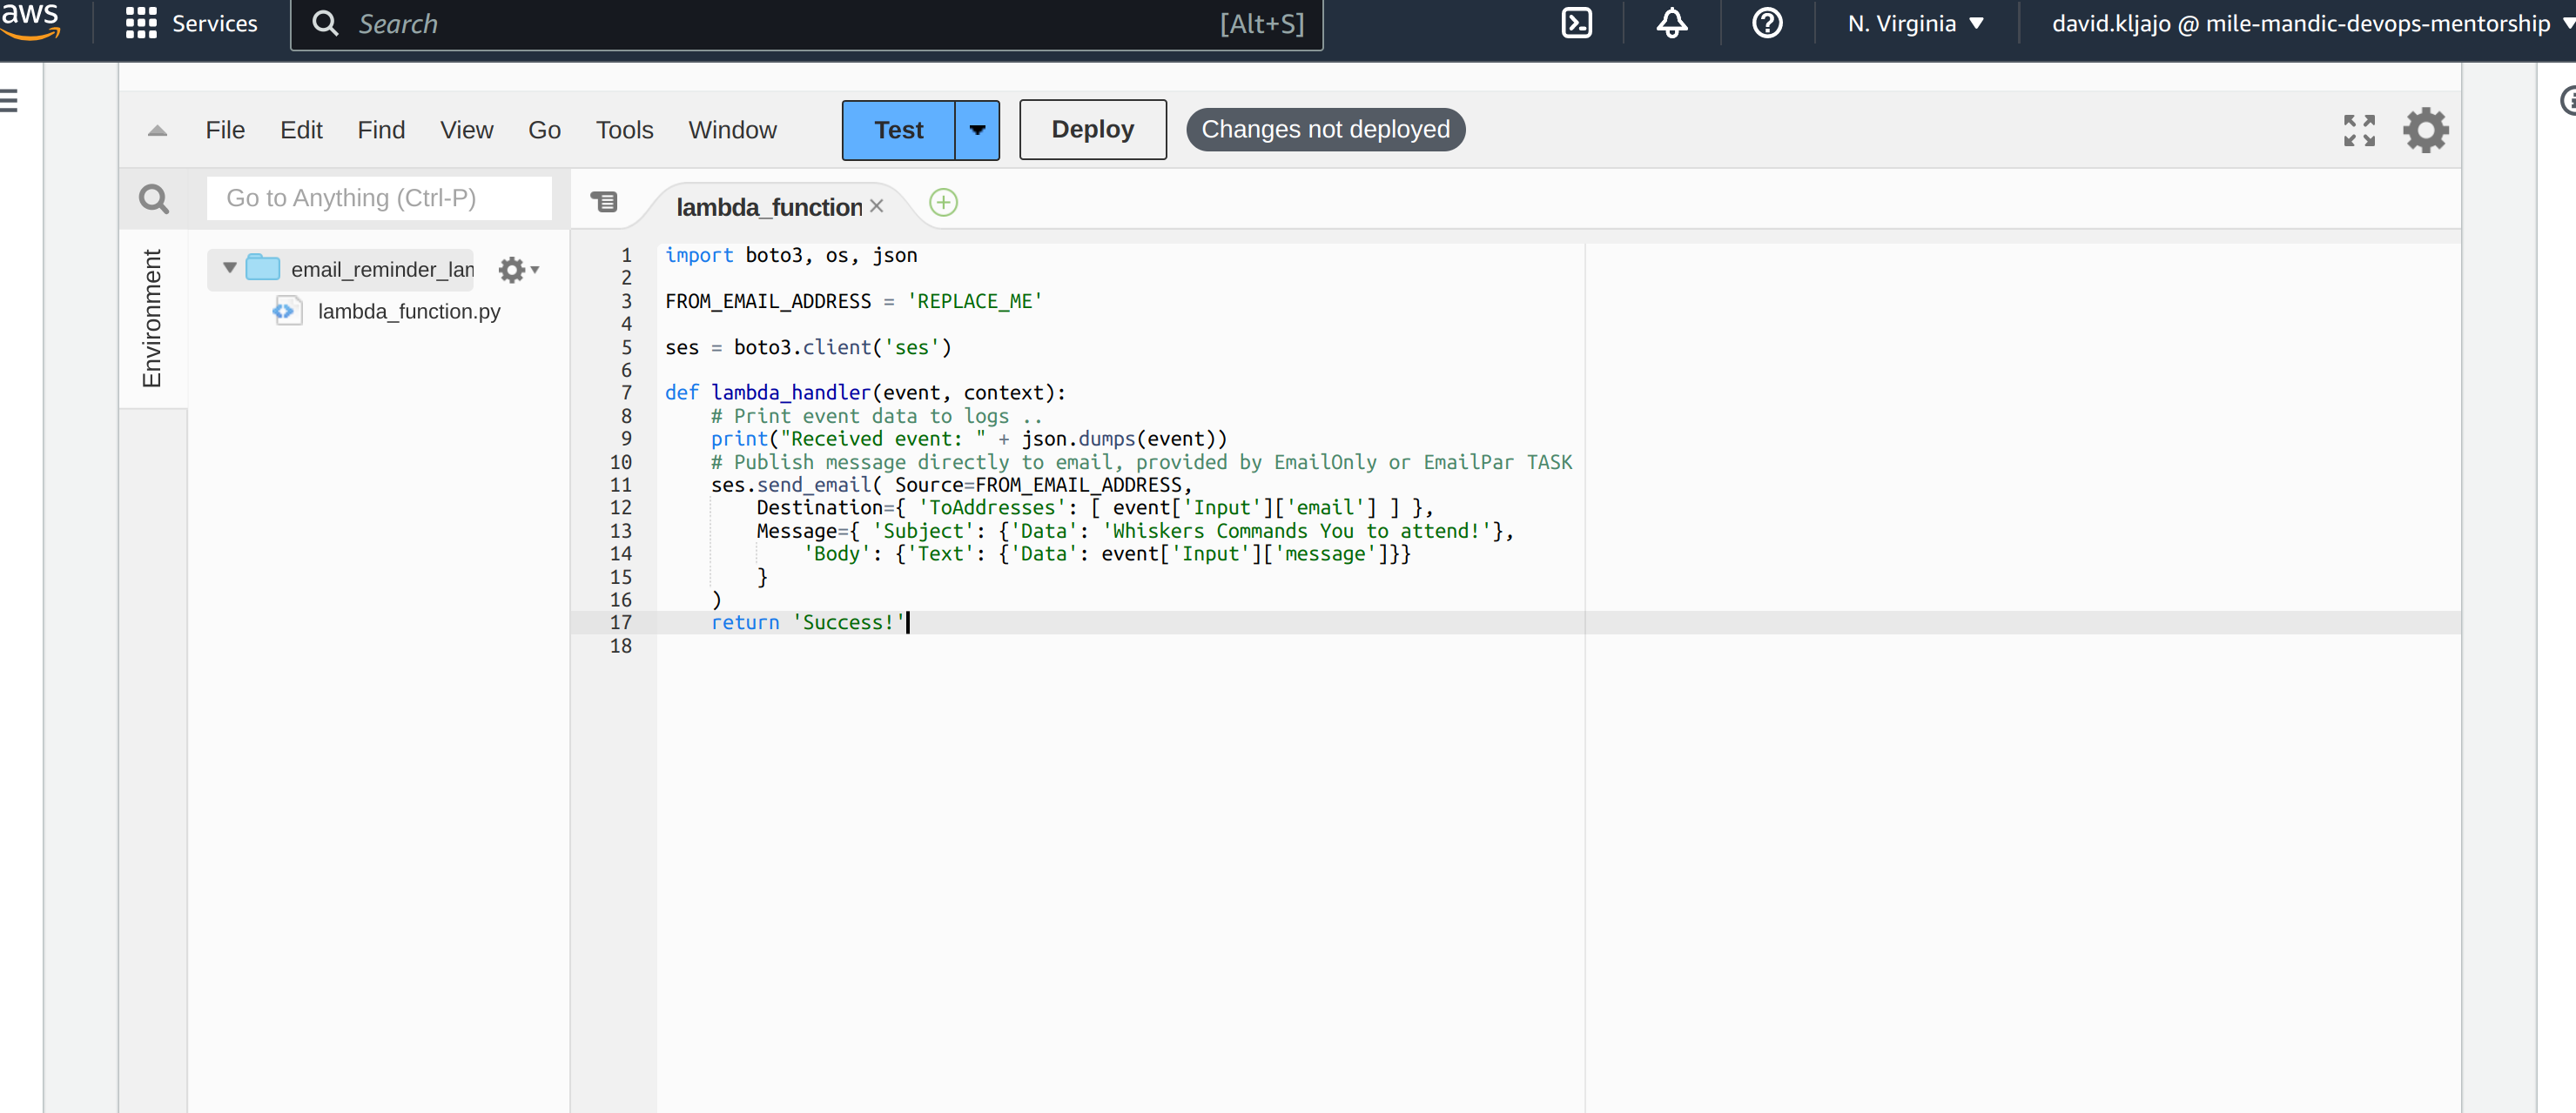 aws
Services
Search
[Alt+S]
N. Virginia
david.kljajo @ mile-mandic-devops-mentorship
File Edit Find View Go Tools Window
Test
Deploy
Changes not deployed
Go to Anything (Ctrl-P)
lambda_function
Environment
email_reminder_lam
lambda_function.py
1 import boto3, os, json
2
3 FROM_EMAIL_ADDRESS = 'REPLACE_ME'
4
5 ses = boto3.client('ses')
6
7 def lambda_handler(event, context):
8     # Print event data to logs ..
9     print("Received event: " + json.dumps(event))
10     # Publish message directly to email, provided by EmailOnly or EmailPar TASK
11     ses.send_email( Source=FROM_EMAIL_ADDRESS,
12         Destination={ 'ToAddresses': [ event['Input']['email'] ] },
13         Message={ 'Subject': {'Data': 'Whiskers Commands You to attend!'},
14             'Body': {'Text': {'Data': event['Input']['message']}}
15         }
16     )
17     return 'Success!'
18